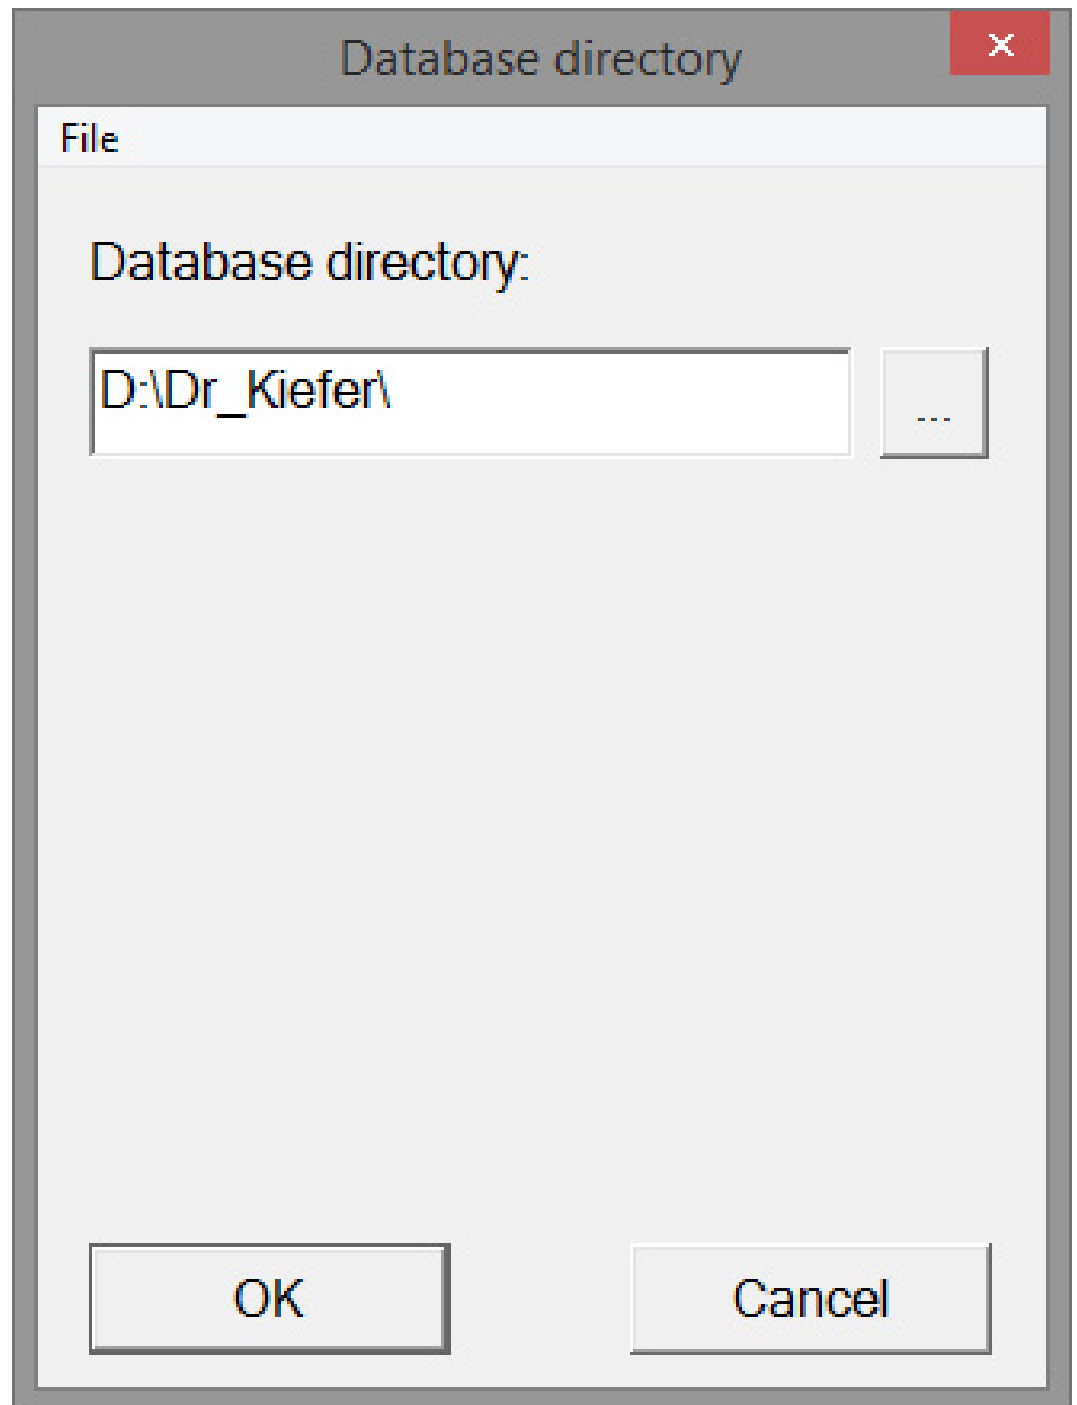 Database directory
File
Database directory:
D:\Dr_Kiefer\
...
OK
Cancel